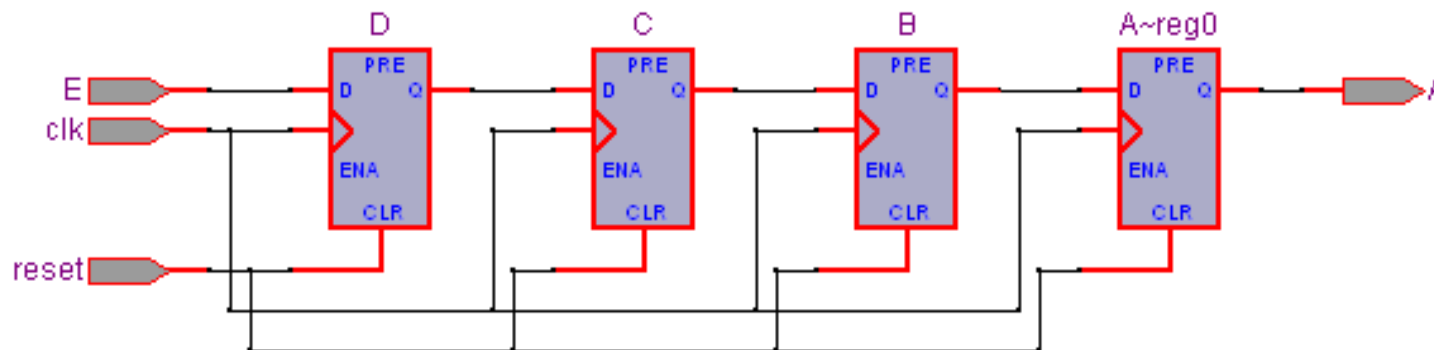 D C B A~reg0
PRE PRE PRE PRE
E D Q D Q D Q D Q
clk
ENA ENA ENA ENA
CLR CLR CLR CLR
reset